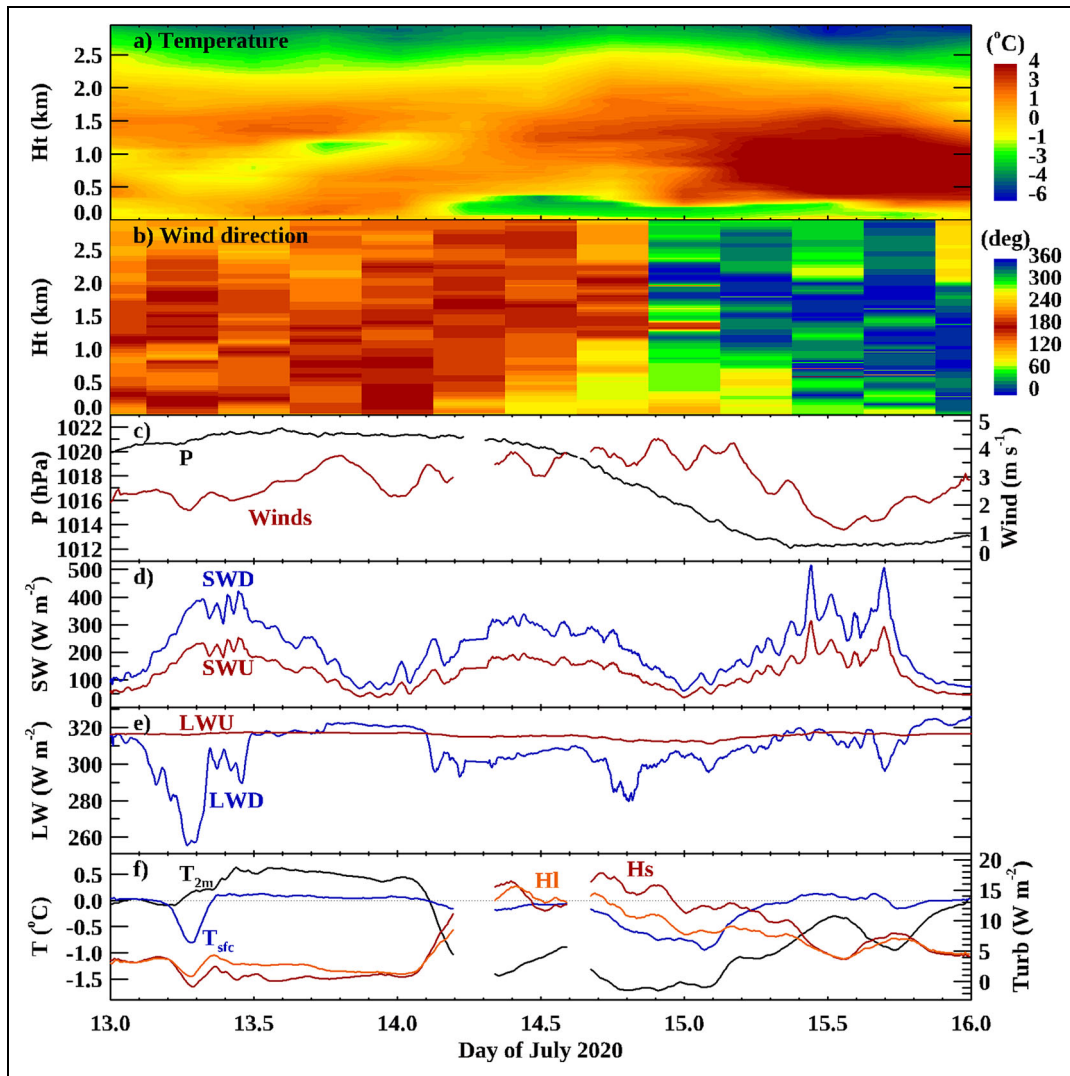 a) Temperature
(°C)
Ht (km)
2.5
2.0
1.5
1.0
0.5
0.0
4
3
1
0
-1
-3
-4
-6
b) Wind direction
(deg)
Ht (km)
2.5
2.0
1.5
1.0
0.5
0.0
360
300
240
180
120
60
0
c)
P
Winds
P (hPa)
1022
1020
1018
1016
1014
1012
Wind (m s⁻¹)
5
4
3
2
1
0
d)
SWD
SWU
SW (W m⁻²)
500
400
300
200
100
0
e)
LWU
LWD
LW (W m⁻²)
320
300
280
260
f)
T2m
Tsfc
Hl
Hs
T (°C)
0.5
0.0
-0.5
-1.0
-1.5
Turb (W m⁻²)
20
15
10
5
0
13.0 13.5 14.0 14.5 15.0 15.5 16.0
Day of July 2020